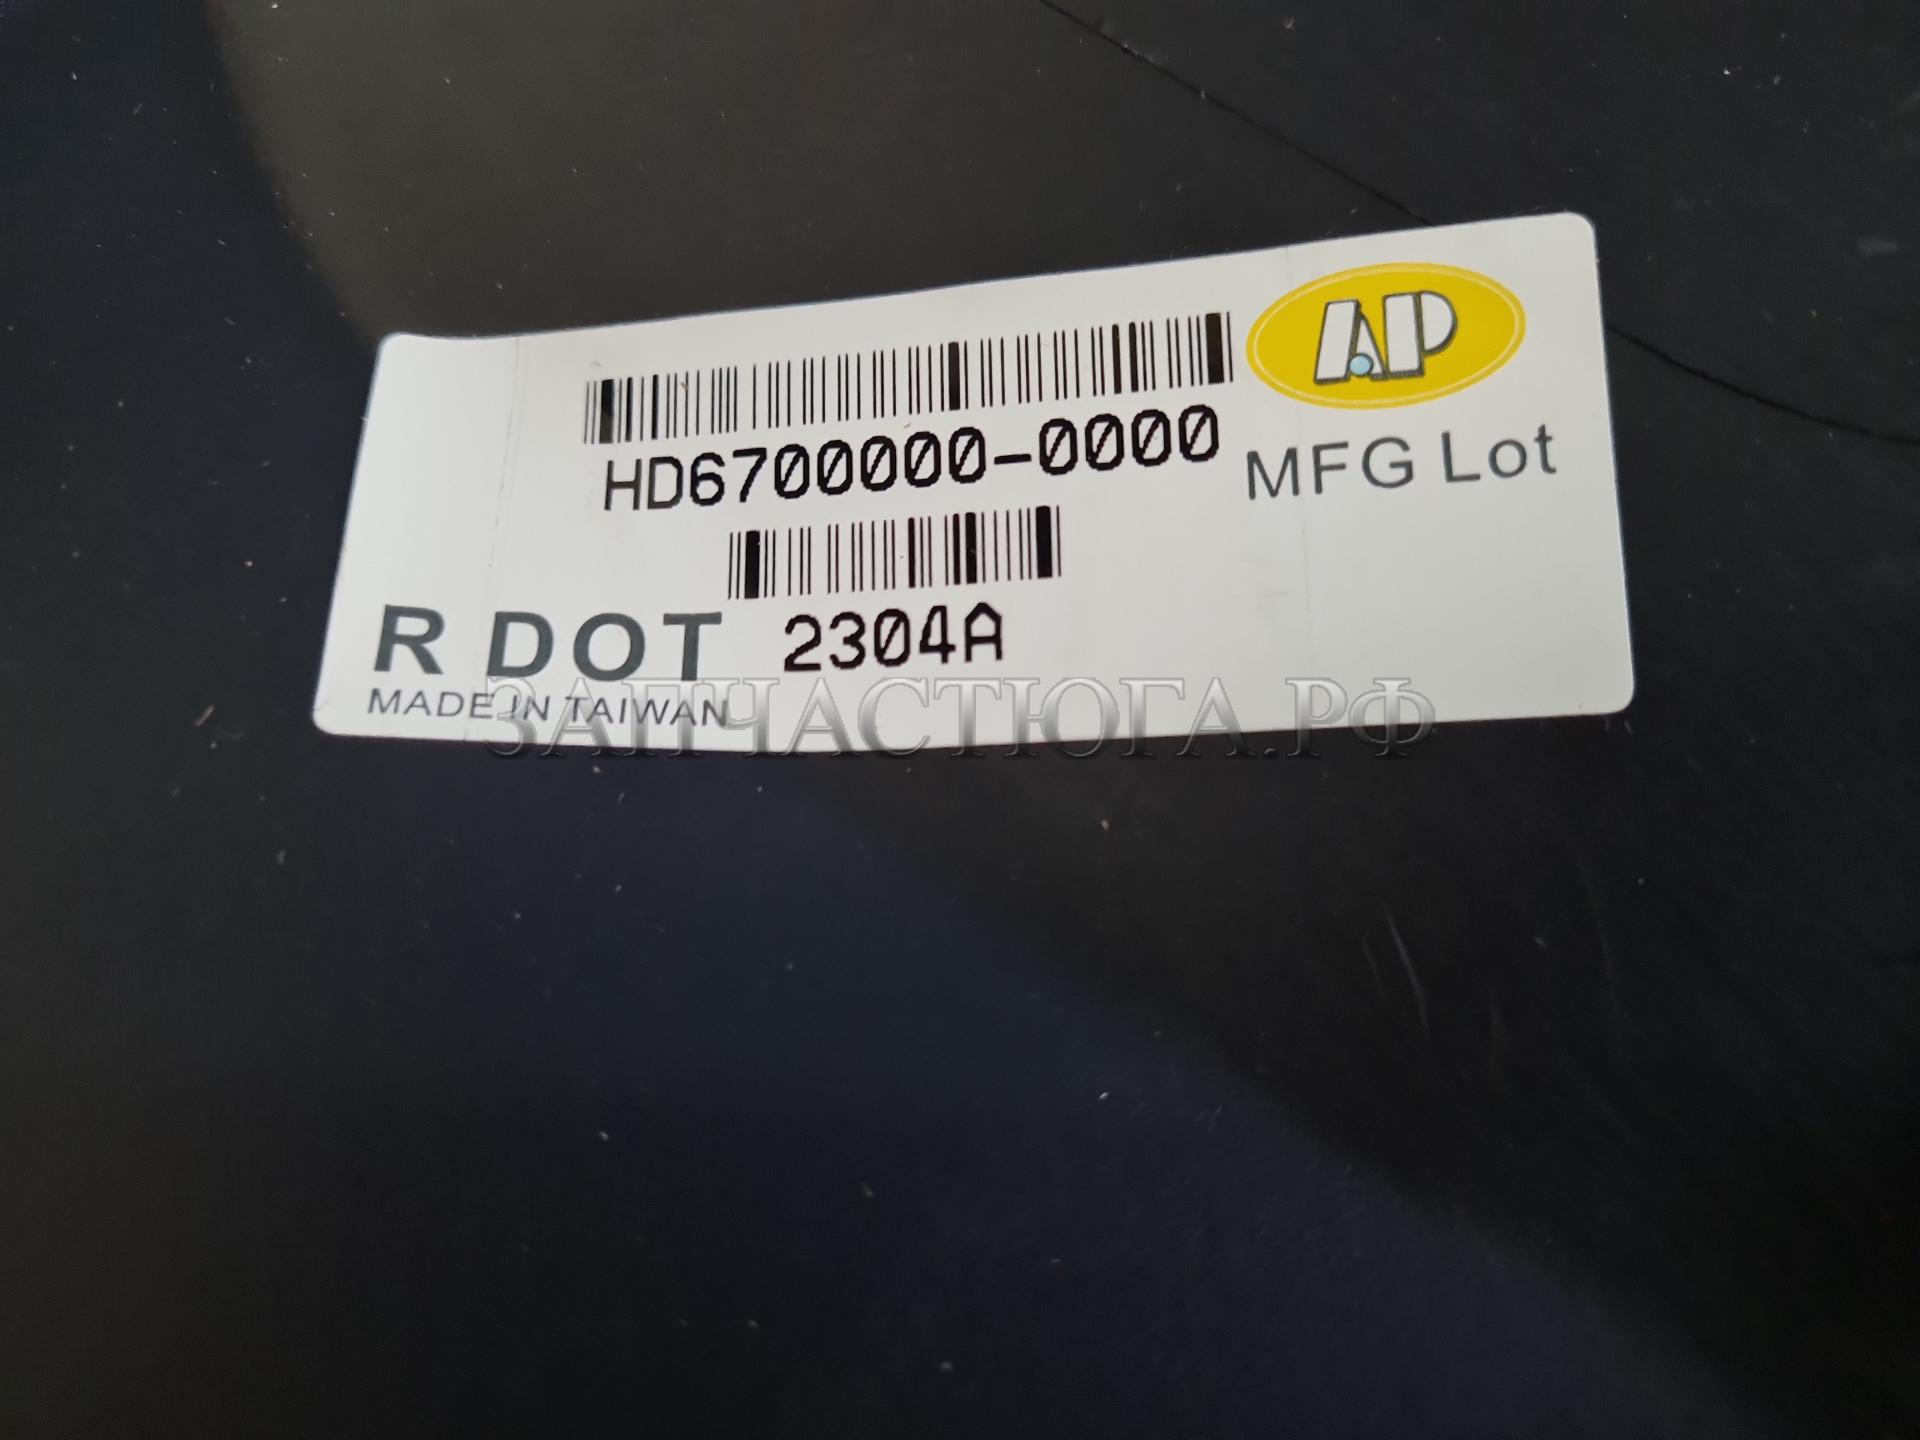 AP
HD6700000-0000
MFG Lot
R DOT 2304A
MADE IN TAIWAN
ЗАПЧАСТЮГА.РФ